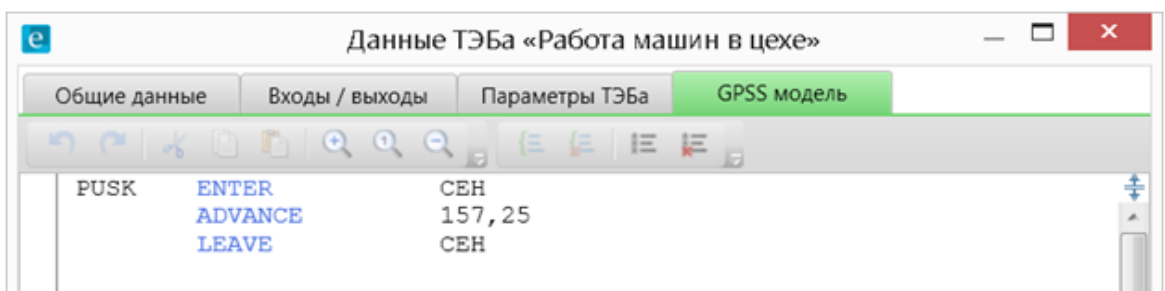 e Данные ТЭБа «Работа машин в цехе»
Общие данные Входы / выходы Параметры ТЭБа GPSS модель
PUSK ENTER CEH
ADVANCE 157,25
LEAVE CEH